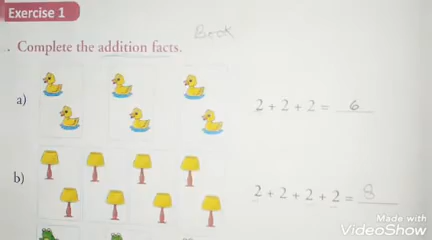 Exercise 1
Book
. Complete the addition facts.
a)
2 + 2 + 2 = 6
b)
2 + 2 + 2 + 2 = 8
Made with
VideoShow